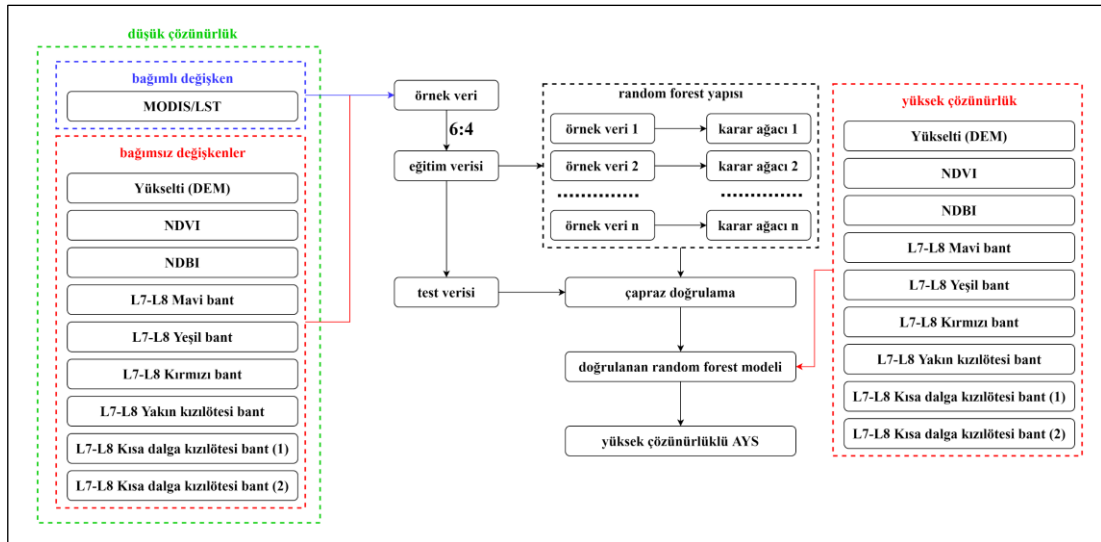 düşük çözünürlük
bağımlı değişken
MODIS/LST
bağımsız değişkenler
Yükselti (DEM)
NDVI
NDBI
L7-L8 Mavi bant
L7-L8 Yeşil bant
L7-L8 Kırmızı bant
L7-L8 Yakın kızılötesi bant
L7-L8 Kısa dalga kızılötesi bant (1)
L7-L8 Kısa dalga kızılötesi bant (2)
örnek veri
6:4
eğitim verisi
test verisi
random forest yapısı
örnek veri 1
karar ağacı 1
örnek veri 2
karar ağacı 2
örnek veri n
karar ağacı n
çapraz doğrulama
doğrulanan random forest modeli
yüksek çözünürlüklü AYS
yüksek çözünürlük
Yükselti (DEM)
NDVI
NDBI
L7-L8 Mavi bant
L7-L8 Yeşil bant
L7-L8 Kırmızı bant
L7-L8 Yakın kızılötesi bant
L7-L8 Kısa dalga kızılötesi bant (1)
L7-L8 Kısa dalga kızılötesi bant (2)